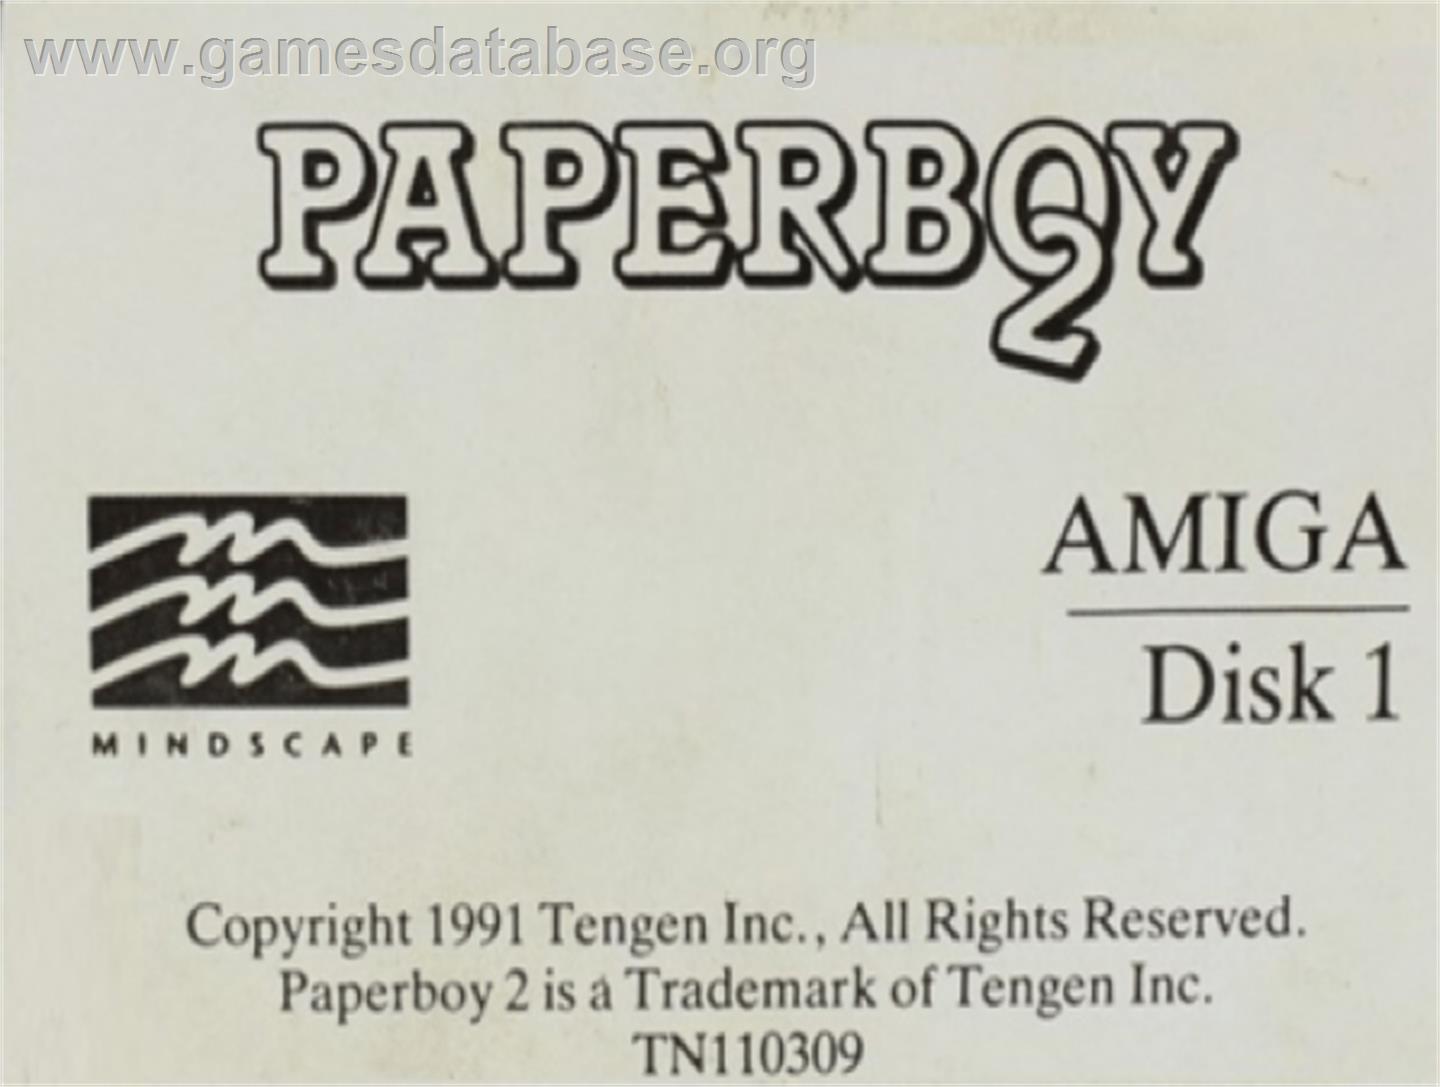 www.gamesdatabase.org
PAPERBOY
2
MINDSCAPE
AMIGA
Disk 1
Copyright 1991 Tengen Inc., All Rights Reserved.
Paperboy 2 is a Trademark of Tengen Inc.
TN110309